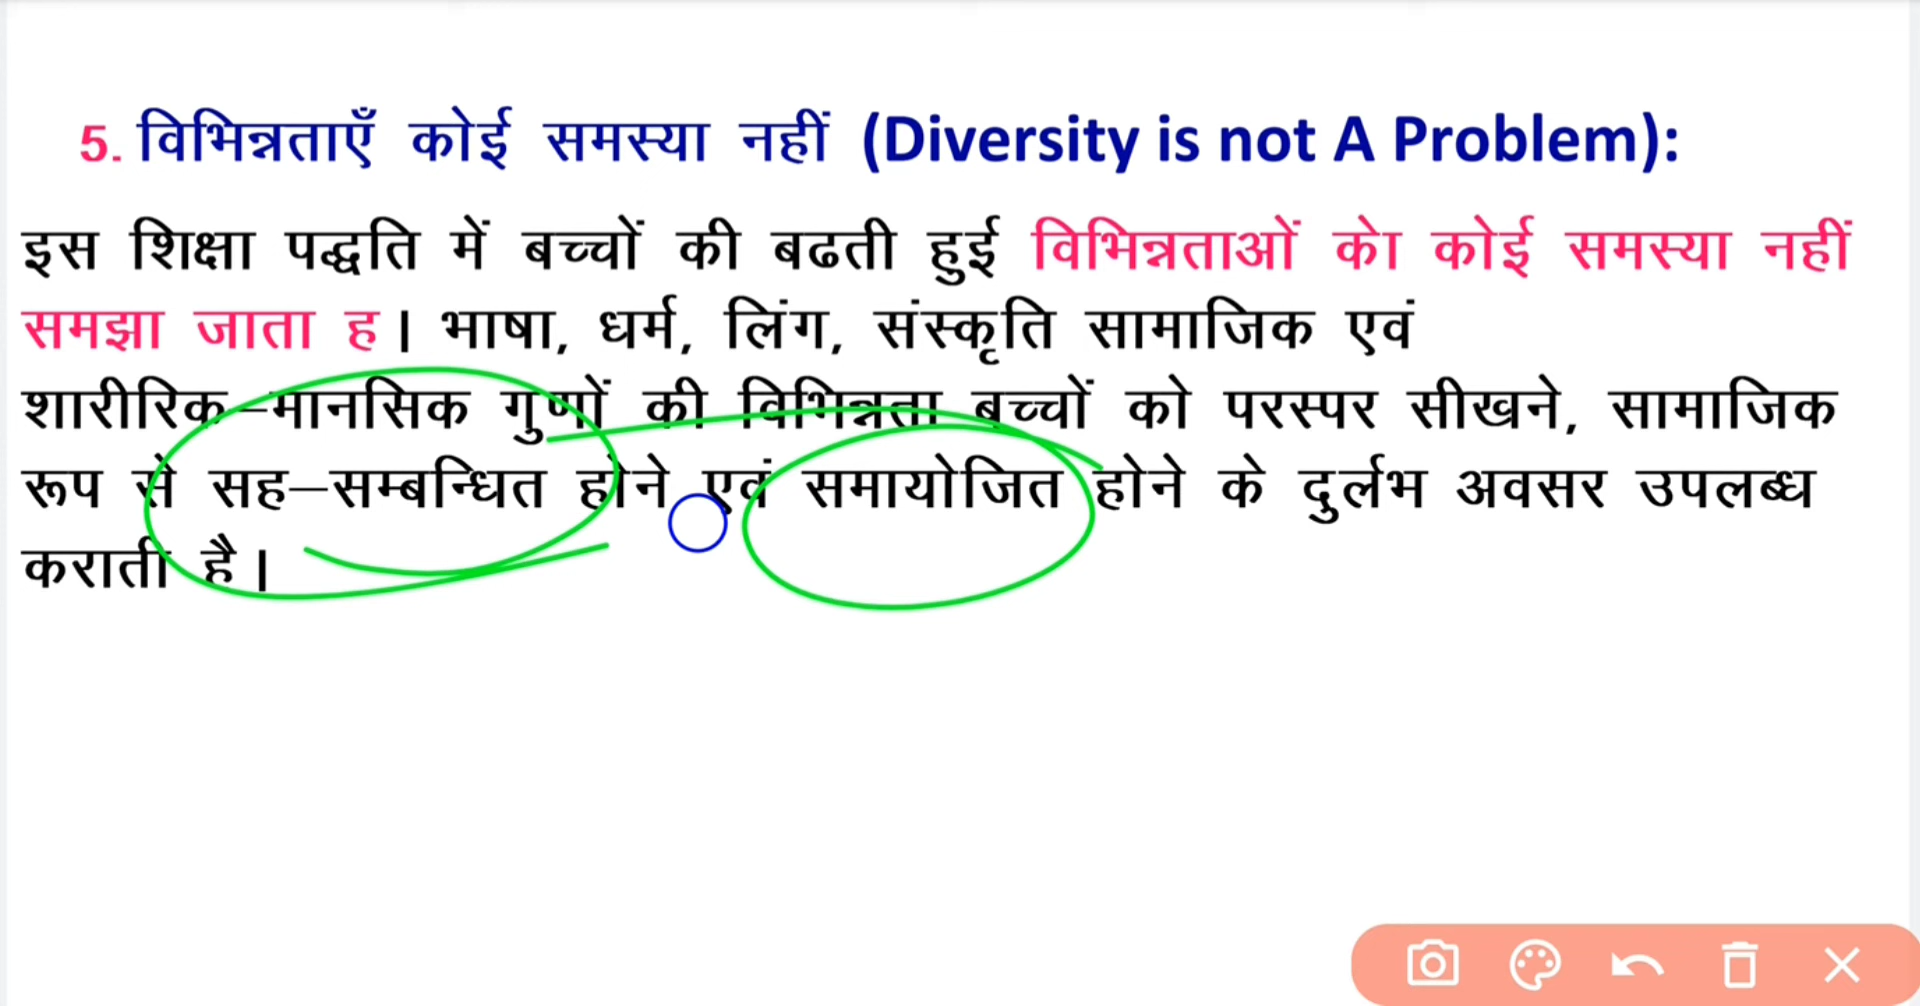 5. विभिन्नताएँ कोई समस्या नहीं (Diversity is not A Problem):
इस शिक्षा पद्धति में बच्चों की बढती हुई विभिन्नताओं केा कोई समस्या नहीं
समझा जाता ह। भाषा, धर्म, लिंग, संस्कृति सामाजिक एवं
शारीरिक–मानसिक गुणों की विभिन्नता बच्चों को परस्पर सीखने, सामाजिक
रूप से सह–सम्बन्धित होने एवं समायोजित होने के दुर्लभ अवसर उपलब्ध
कराती है।